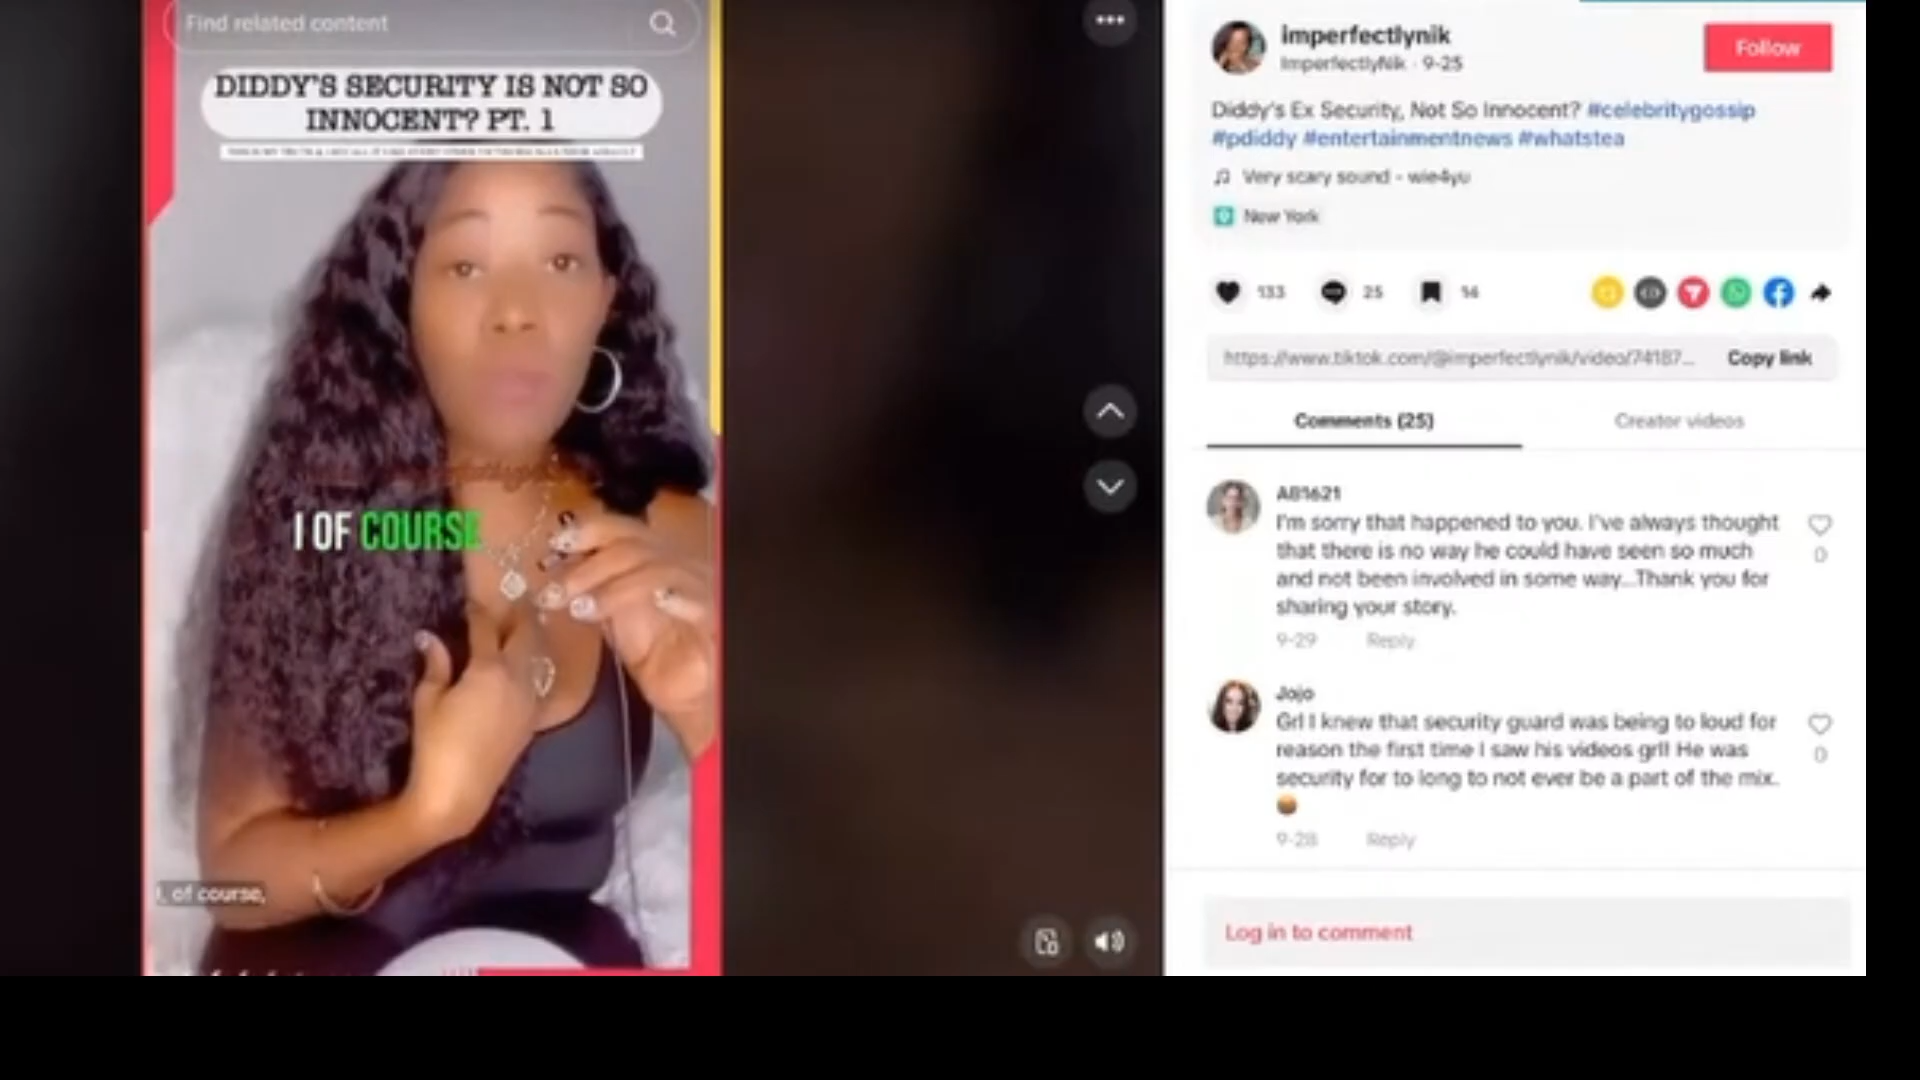 Find related content
DIDDY'S SECURITY IS NOT SO
INNOCENT? PT. 1
I OF COURSE
I, of course,
imperfectlynik
ImperfectlyNik · 9-25
Follow
Diddy's Ex Security, Not So Innocent? #celebritygossip
#pdiddy #entertainmentnews #whatstea
Very scary sound - wie4yu
New York
133
25
14
https://www.tiktok.com/@imperfectlynik/video/74187...
Copy link
Comments (25)
Creator videos
AB1621
I'm sorry that happened to you. I've always thought
that there is no way he could have seen so much
and not been involved in some way...Thank you for
sharing your story.
0
9-29
Reply
Jojo
Grl I knew that security guard was being to loud for
reason the first time I saw his videos grl! He was
security for to long to not ever be a part of the mix.
0
9-28
Reply
Log in to comment